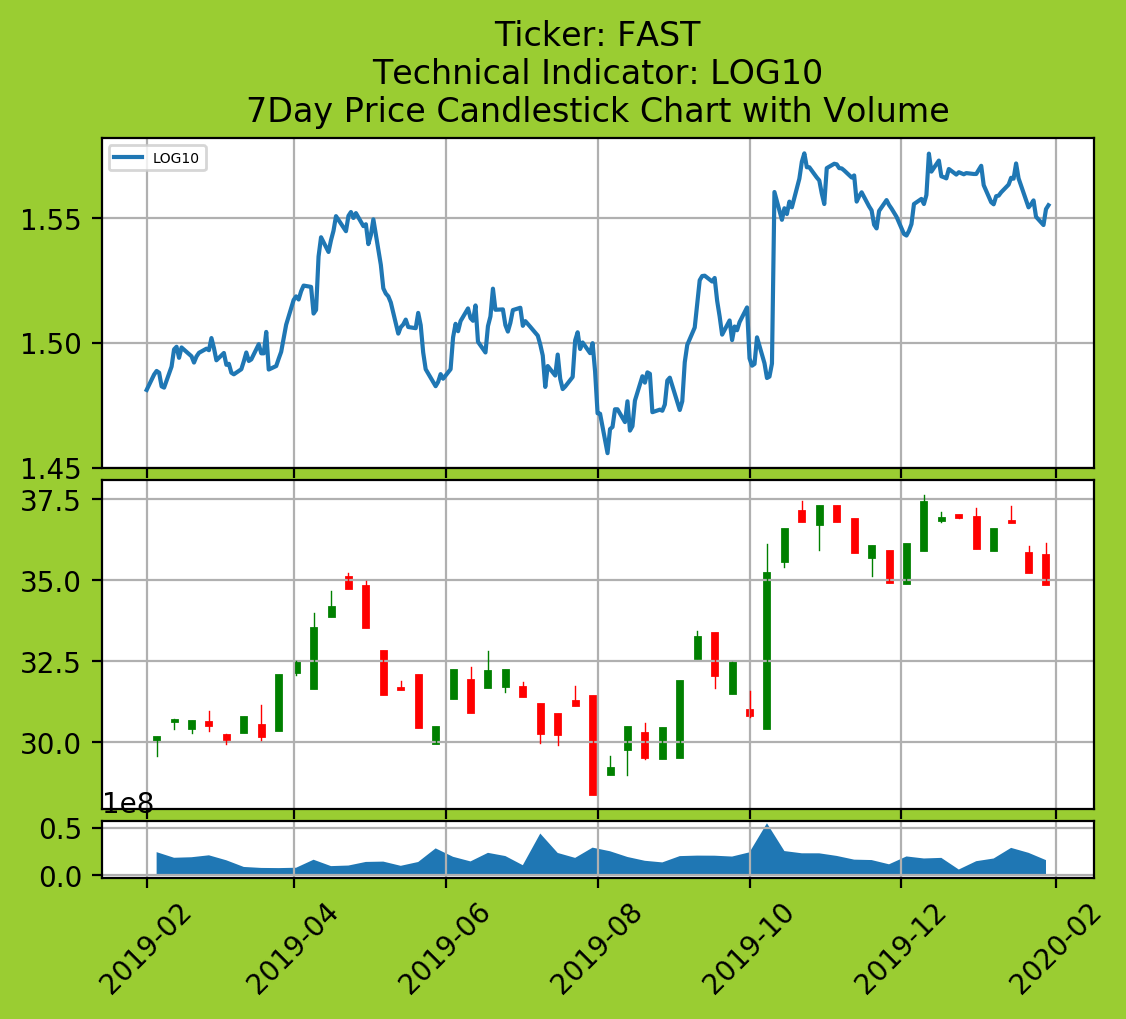 Ticker: FAST
Technical Indicator: LOG10
7Day Price Candlestick Chart with Volume
LOG10
1.55
1.50
1.45
37.5
35.0
32.5
30.0
1e8
0.5
0.0
2019-02 2019-04 2019-06 2019-08 2019-10 2019-12 2020-02